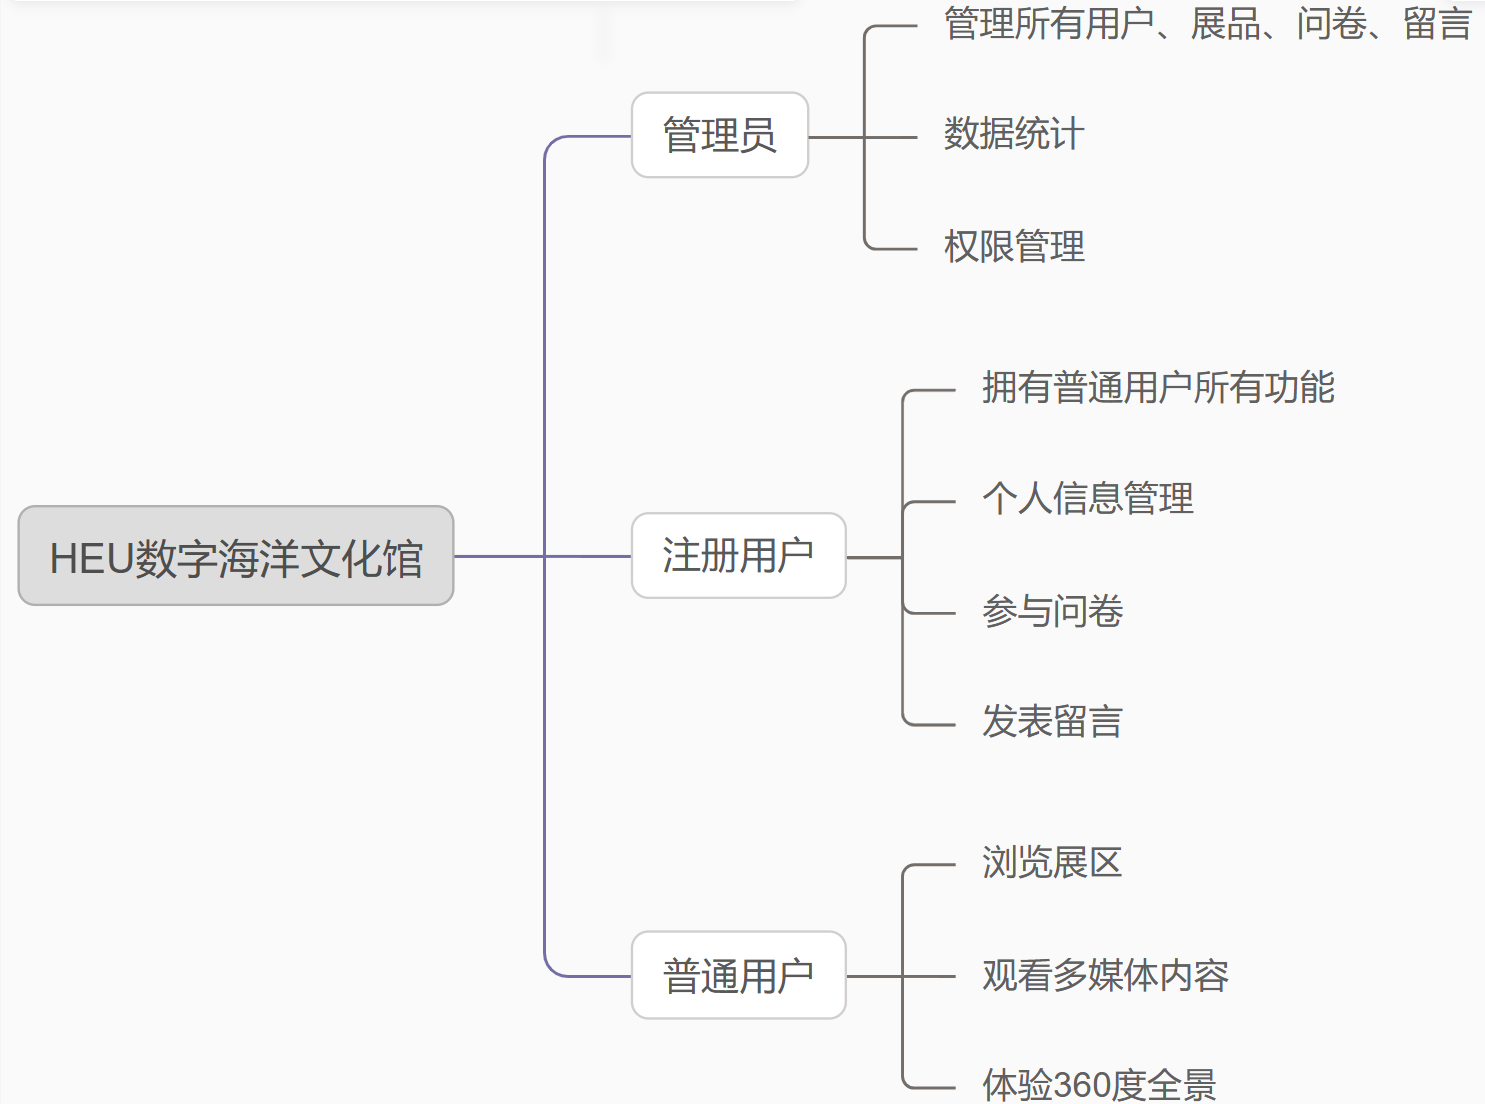 管理所有用户、展品、问卷、留言
管理员
数据统计
权限管理
拥有普通用户所有功能
个人信息管理
HEU数字海洋文化馆
注册用户
参与问卷
发表留言
浏览展区
普通用户
观看多媒体内容
体验360度全景